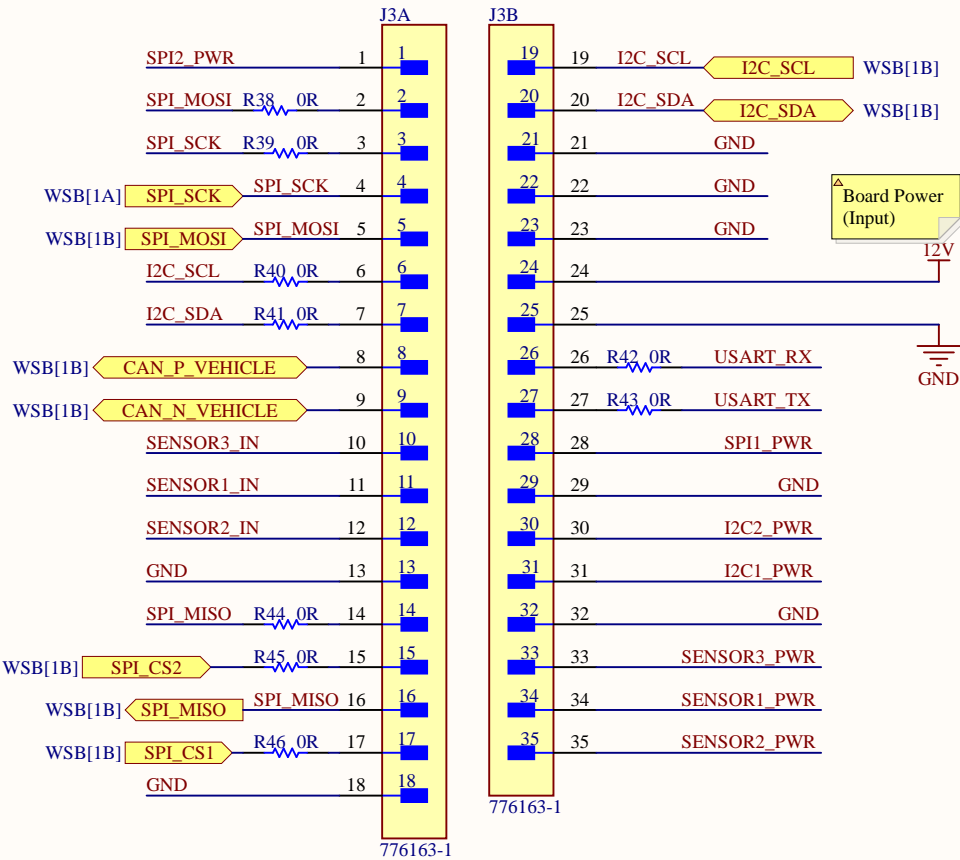 J3A
SPI2_PWR 1 1
SPI_MOSI R38 0R 2 2
SPI_SCK R39 0R 3 3
WSB[1A] SPI_SCK SPI_SCK 4 4
WSB[1B] SPI_MOSI SPI_MOSI 5 5
I2C_SCL R40 0R 6 6
I2C_SDA R41 0R 7 7
WSB[1B] CAN_P_VEHICLE 8 8
WSB[1B] CAN_N_VEHICLE 9 9
SENSOR3_IN 10 10
SENSOR1_IN 11 11
SENSOR2_IN 12 12
GND 13 13
SPI_MISO R44 0R 14 14
WSB[1B] SPI_CS2 R45 0R 15 15
WSB[1B] SPI_MISO SPI_MISO 16 16
WSB[1B] SPI_CS1 R46 0R 17 17
GND 18 18
776163-1
J3B
19 19 I2C_SCL I2C_SCL WSB[1B]
20 20 I2C_SDA I2C_SDA WSB[1B]
21 21 GND
22 22 GND
23 23 GND
Board Power
(Input)
12V
24 24
25 25
GND
26 26 R42 0R USART_RX
27 27 R43 0R USART_TX
28 28 SPI1_PWR
29 29 GND
30 30 I2C2_PWR
31 31 I2C1_PWR
32 32 GND
33 33 SENSOR3_PWR
34 34 SENSOR1_PWR
35 35 SENSOR2_PWR
776163-1